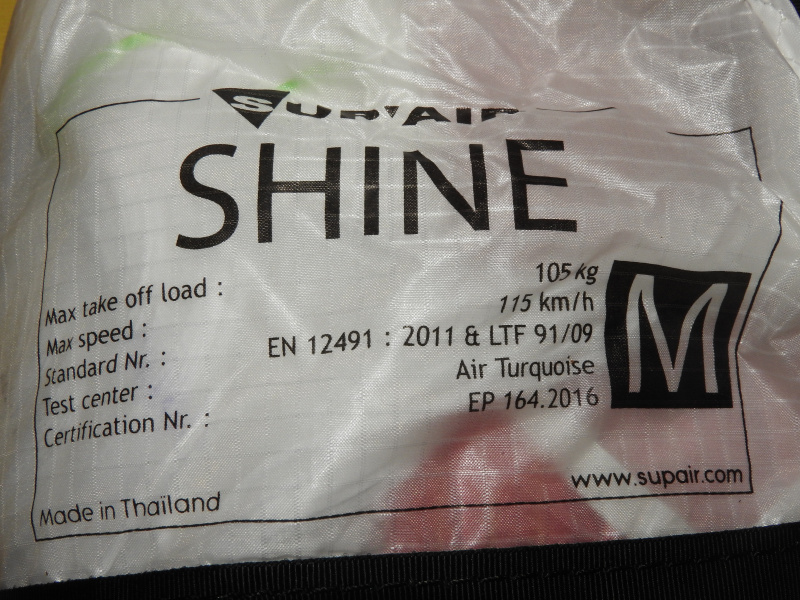 SUP'AIR
SHINE
Max take off load : 105 kg
Max speed : 115 km/h
Standard Nr. : EN 12491 : 2011 & LTF 91/09
Test center : Air Turquoise
Certification Nr. : EP 164.2016
M
www.supair.com
Made in Thaïland